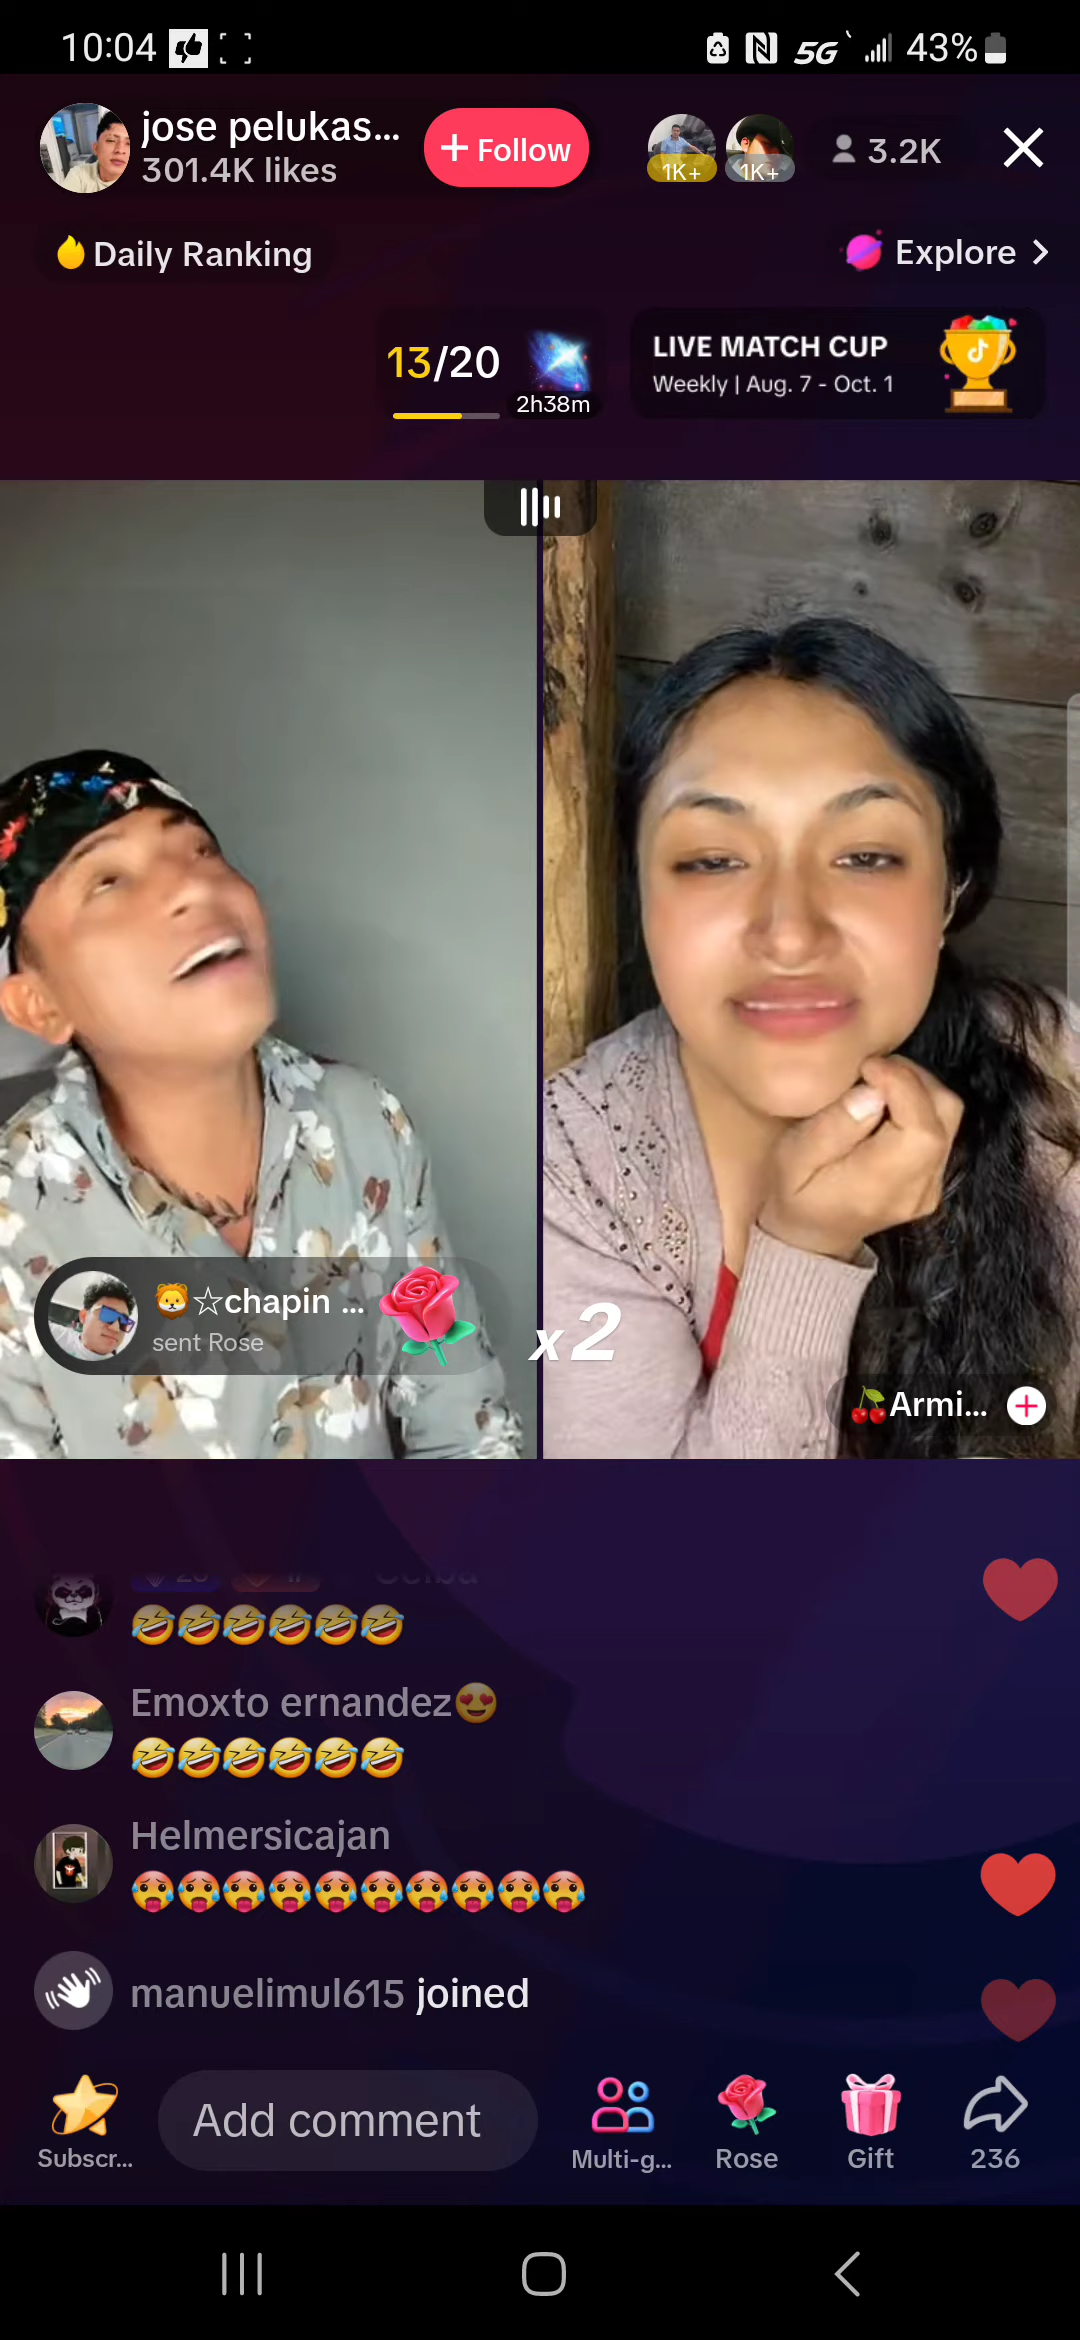 10:04
5G
43%
jose pelukas...
301.4K likes
+ Follow
1K+
1K+
3.2K
Daily Ranking
Explore >
13/20
2h38m
LIVE MATCH CUP
Weekly | Aug. 7 - Oct. 1
☆chapin ...
sent Rose
x2
Armi...
Emoxto ernandez😍
🤣🤣🤣🤣🤣🤣
🤣🤣🤣🤣🤣🤣
Helmersicajan
🥵🥵🥵🥵🥵🥵🥵🥵🥵🥵
manuelimul615 joined
Subscr...
Add comment
Multi-g...
Rose
Gift
236